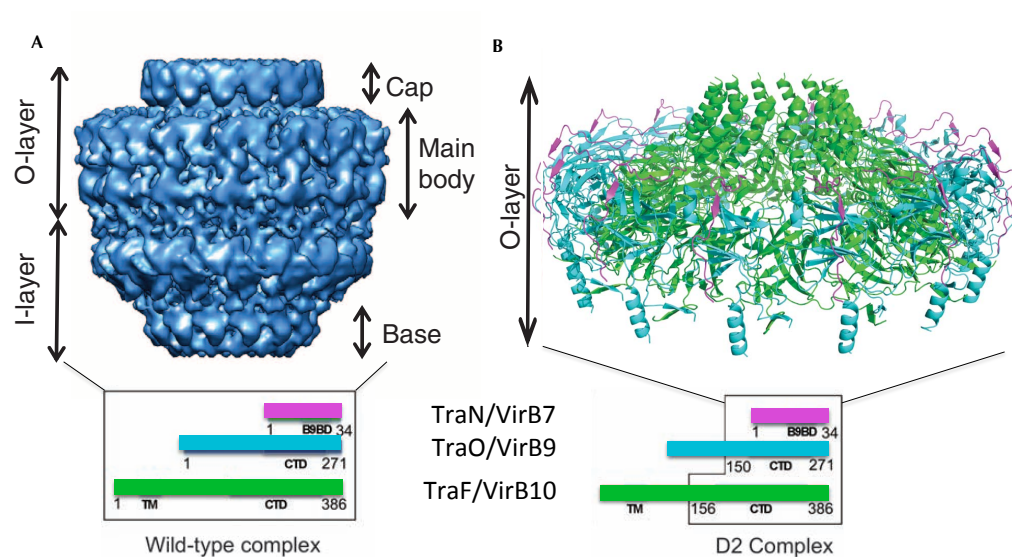 A
O-layer
I-layer
Cap
Main
body
Base
B
O-layer
1 B9BD 34
1 CTD 271
1 TM CTD 386
Wild-type complex
TraN/VirB7
TraO/VirB9
TraF/VirB10
1 B9BD 34
150 CTD 271
TM 156 CTD 386
D2 Complex